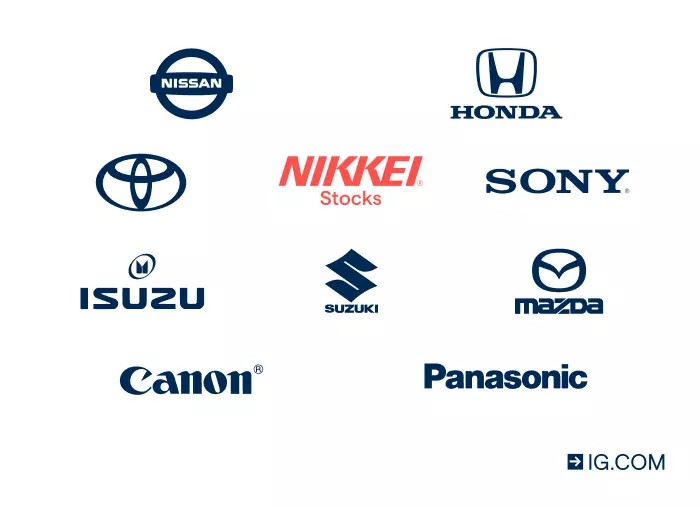 NISSAN
HONDA
NIKKEI®
Stocks
SONY®
ISUZU
SUZUKI
mazDa
Canon®
Panasonic
IG.COM